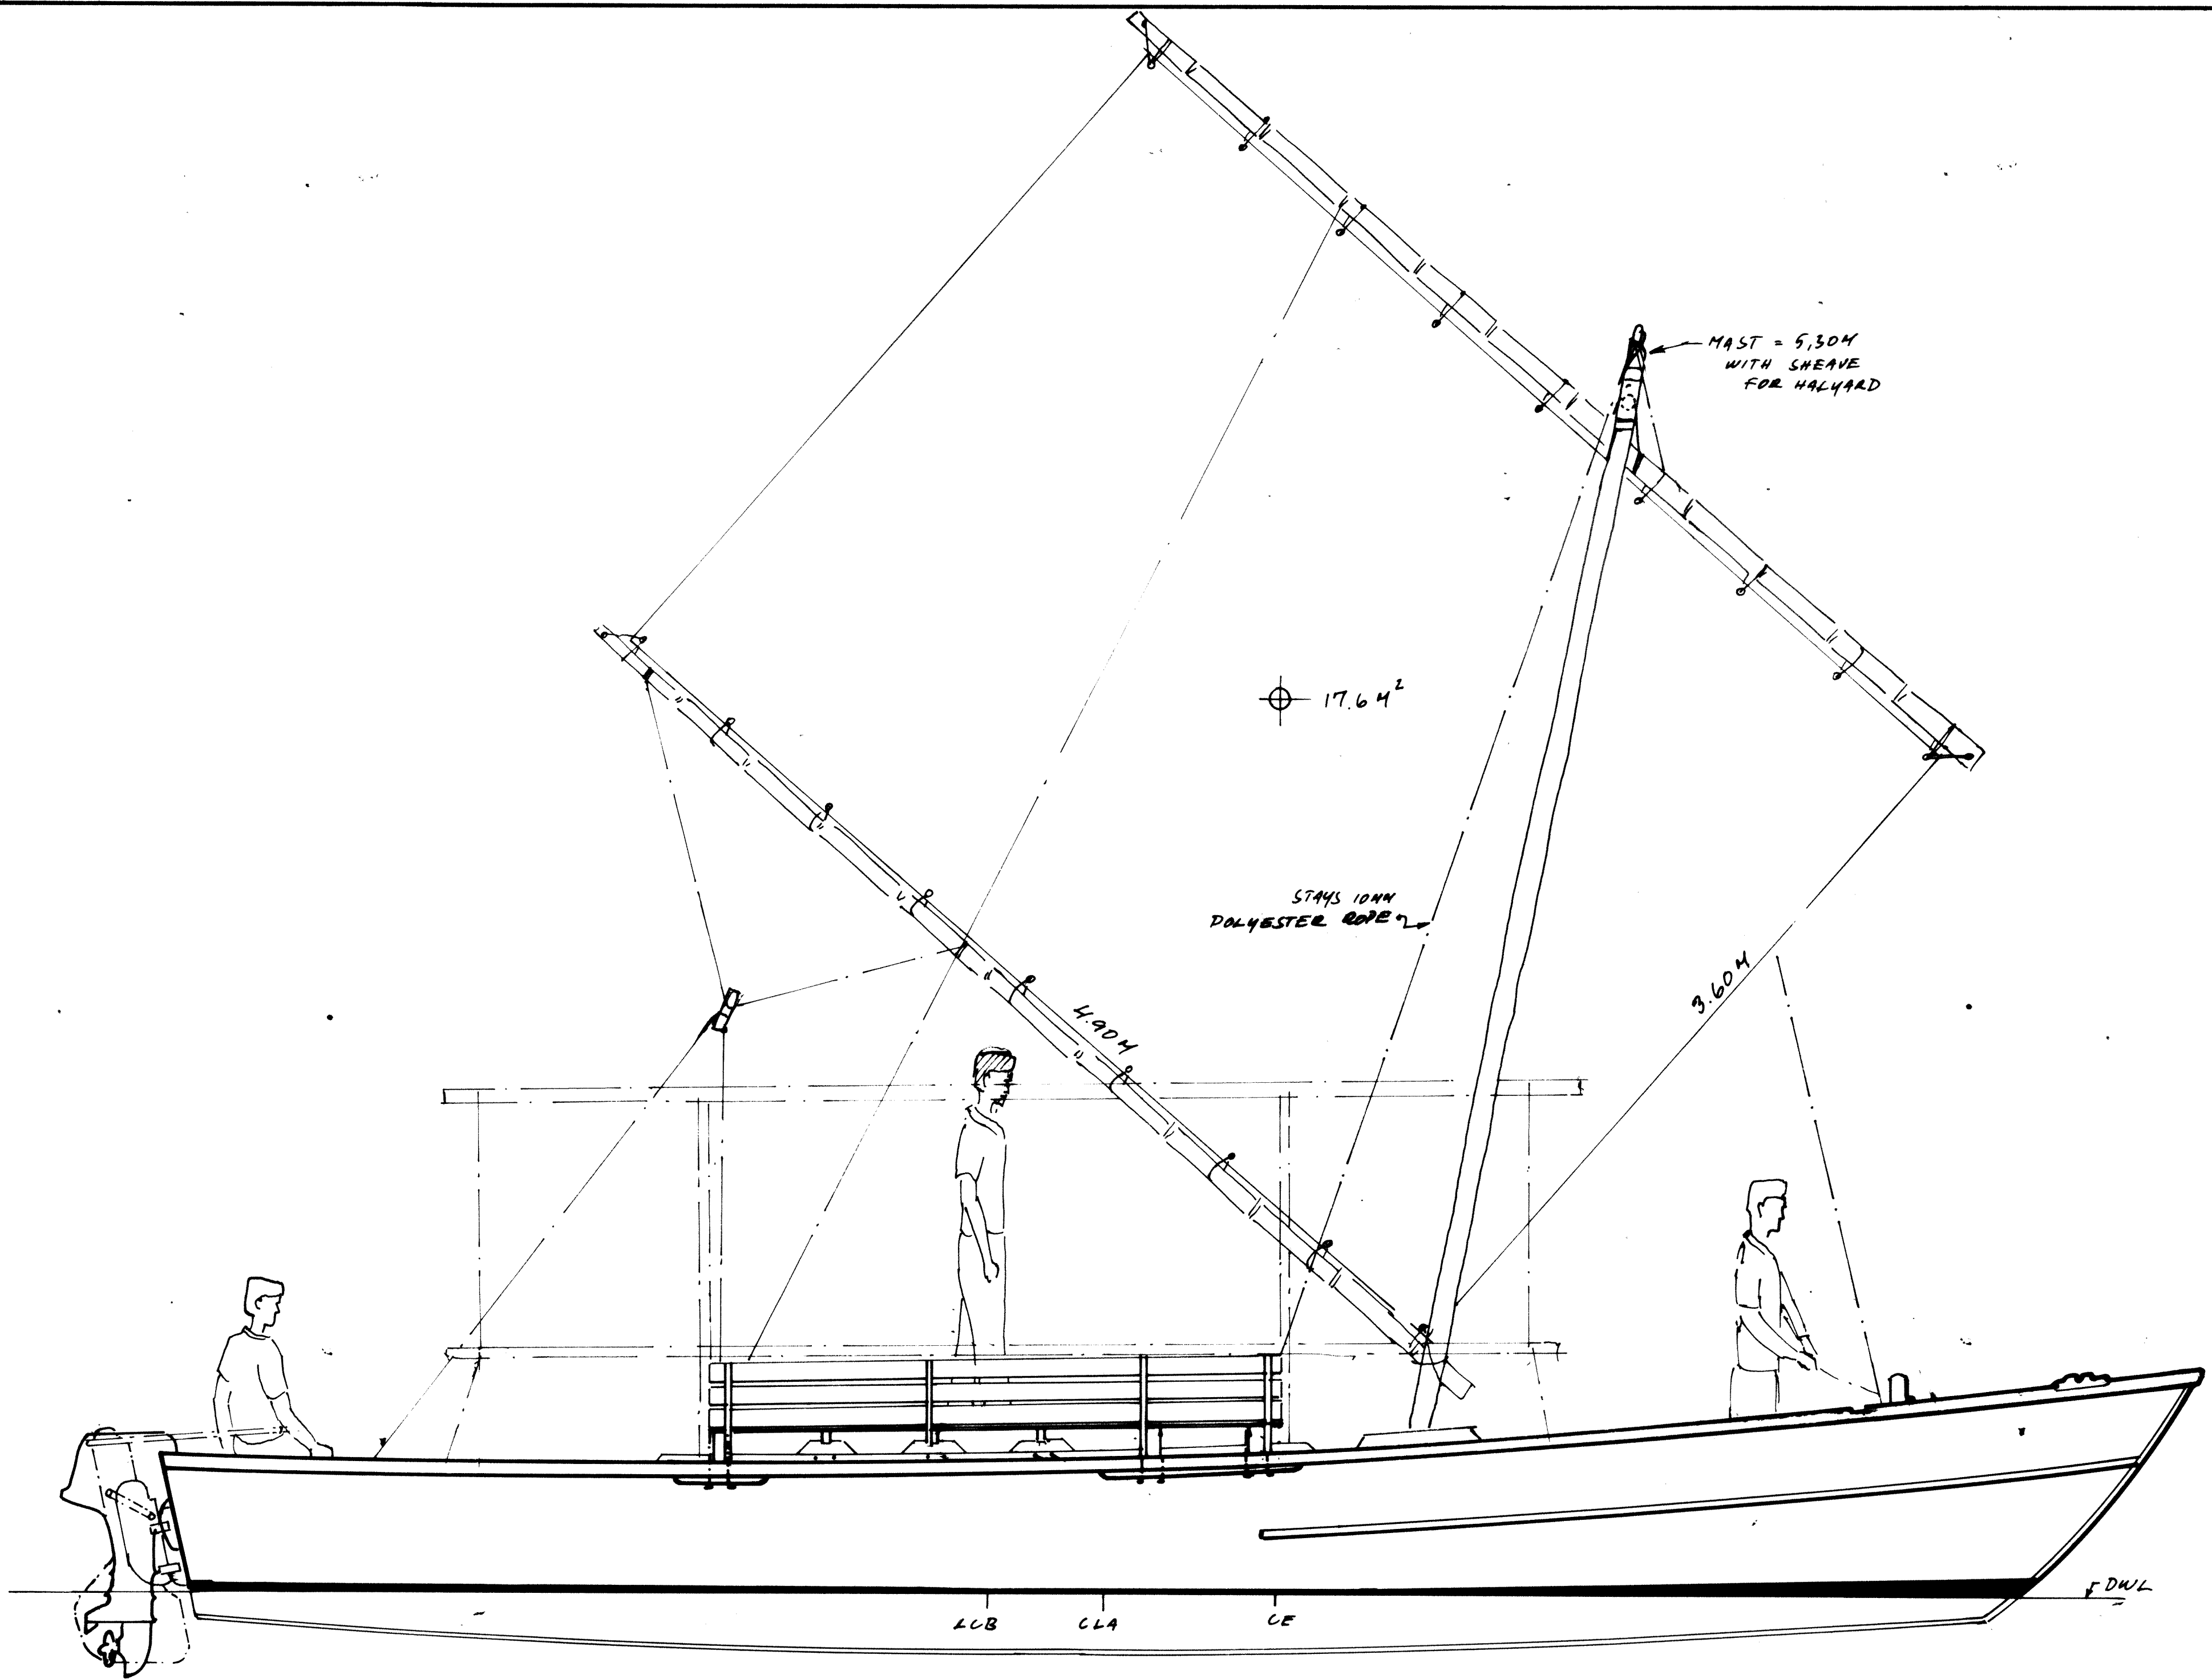 MAST = 5,30M
WITH SHEAVE
FOR HALYARD
17.6 M²
STAYS 10MM
POLYESTER ROPE
4.90M
3.60M
DWL
LCB
CLA
CE